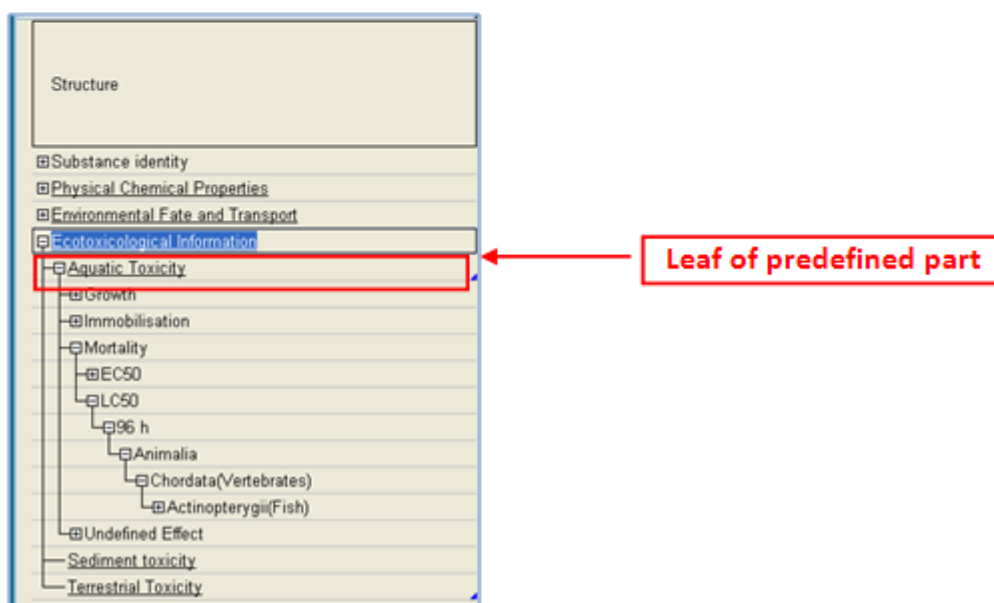 Structure
Substance identity
Physical Chemical Properties
Environmental Fate and Transport
Ecotoxicological Information
Leaf of predefined part
Aquatic Toxicity
Growth
Immobilisation
Mortality
EC50
LC50
96 h
Animalia
Chordata(Vertebrates)
Actinopterygii(Fish)
Undefined Effect
Sediment toxicity
Terrestrial Toxicity